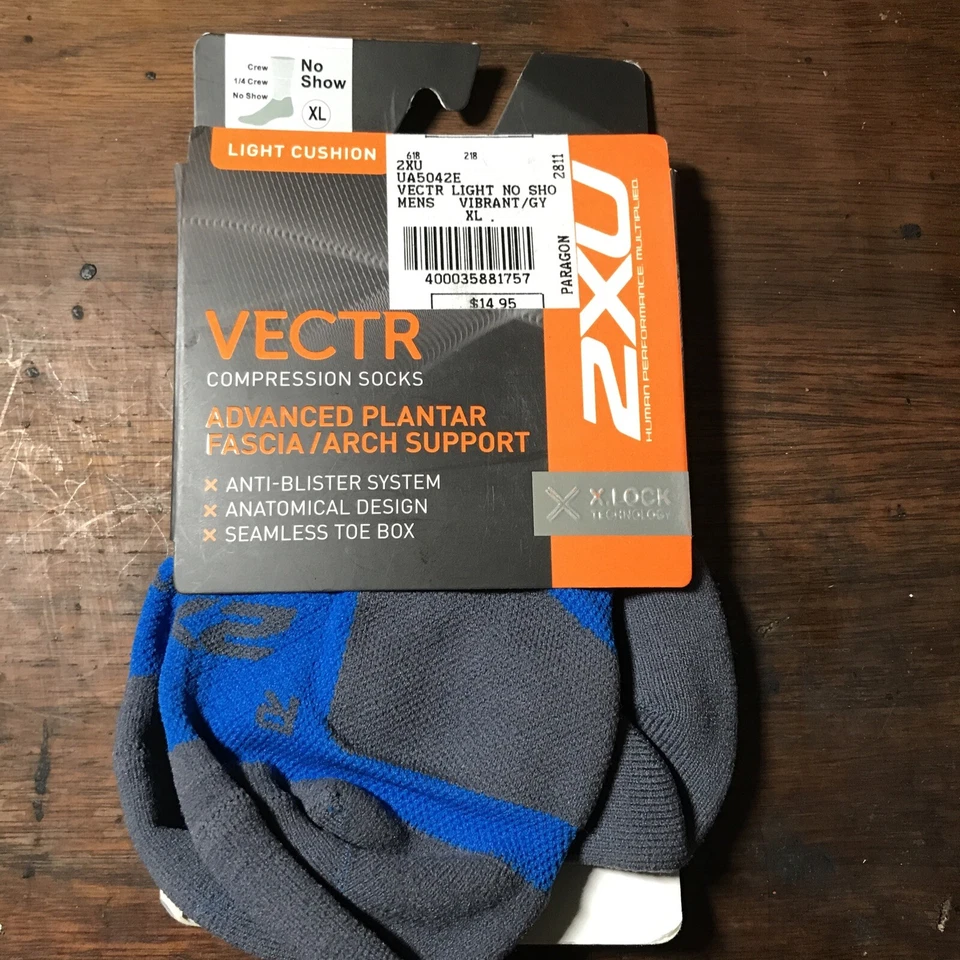 Crew
1/4 Crew
No Show
No
Show
XL
LIGHT CUSHION
618 218
2XU
UA5042E
VECTR LIGHT NO SHO
MENS VIBRANT/GY
XL .
400035881757
$14.95
2811
PARAGON
2XU
HUMAN PERFORMANCE MULTIPLIED
VECTR
COMPRESSION SOCKS
ADVANCED PLANTAR
FASCIA/ARCH SUPPORT
× ANTI-BLISTER SYSTEM
× ANATOMICAL DESIGN
× SEAMLESS TOE BOX
X:LOCK
TECHNOLOGY
R